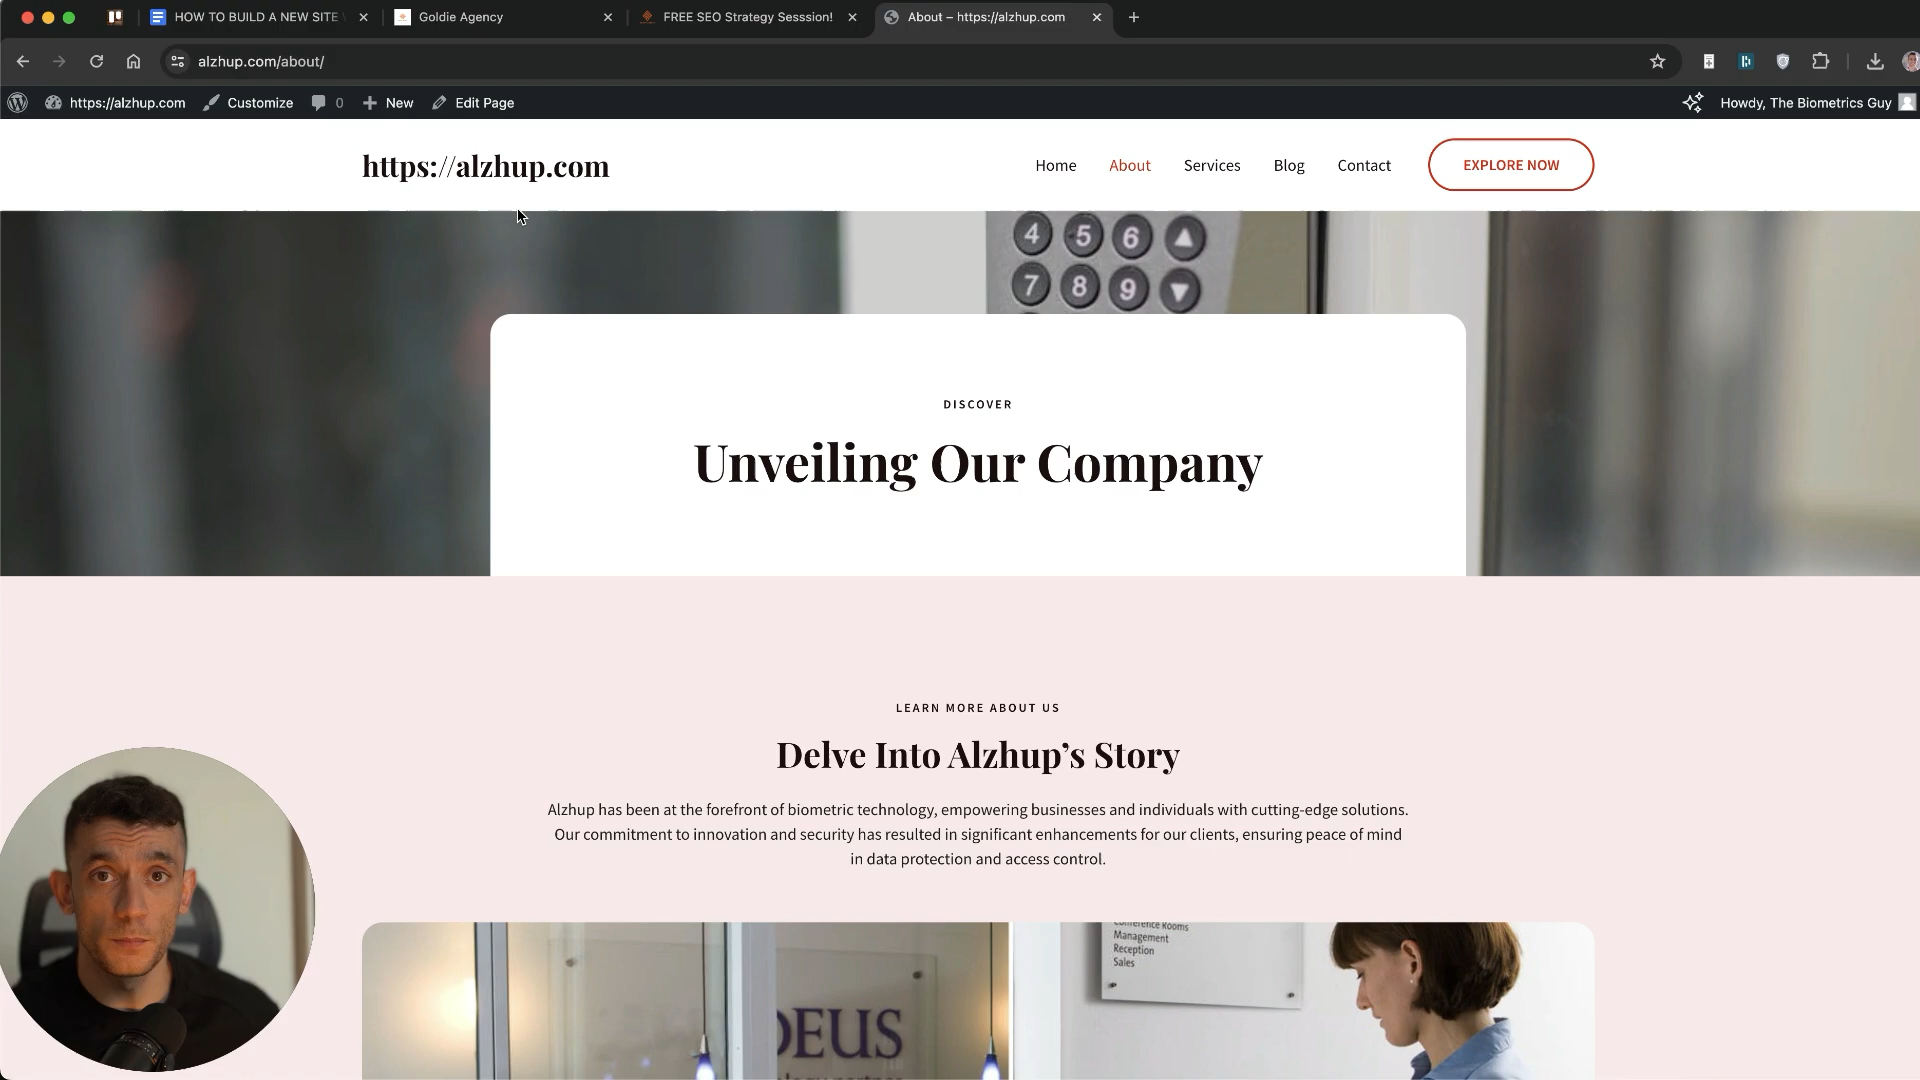 HOW TO BUILD A NEW SITE
Goldie Agency
FREE SEO Strategy Sesssion!
About – https://alzhup.com
alzhup.com/about/
https://alzhup.com
Customize
0
New
Edit Page
Howdy, The Biometrics Guy
https://alzhup.com
Home
About
Services
Blog
Contact
EXPLORE NOW
4 5 6
7 8 9
DISCOVER
Unveiling Our Company
LEARN MORE ABOUT US
Delve Into Alzhup’s Story
Alzhup has been at the forefront of biometric technology, empowering businesses and individuals with cutting-edge solutions.
Our commitment to innovation and security has resulted in significant enhancements for our clients, ensuring peace of mind
in data protection and access control.
Conference Rooms
Management
Reception
Sales
DEUS